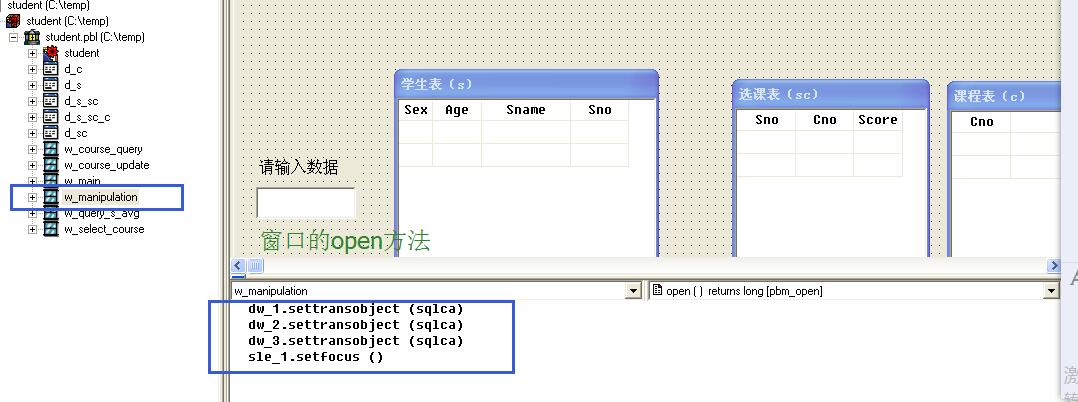 student (C:\temp)
student (C:\temp)
student.pbl (C:\temp)
student
d_c
d_s
d_s_sc
d_s_sc_c
d_sc
w_course_query
w_course_update
w_main
w_manipulation
w_query_s_avg
w_select_course
学生表（s）
Sex Age Sname Sno
选课表（sc）
Sno Cno Score
课程表（c）
Cno
请输入数据
窗口的open方法
w_manipulation
open ( ) returns long [pbm_open]
dw_1.settransobject (sqlca)
dw_2.settransobject (sqlca)
dw_3.settransobject (sqlca)
sle_1.setfocus ()
激